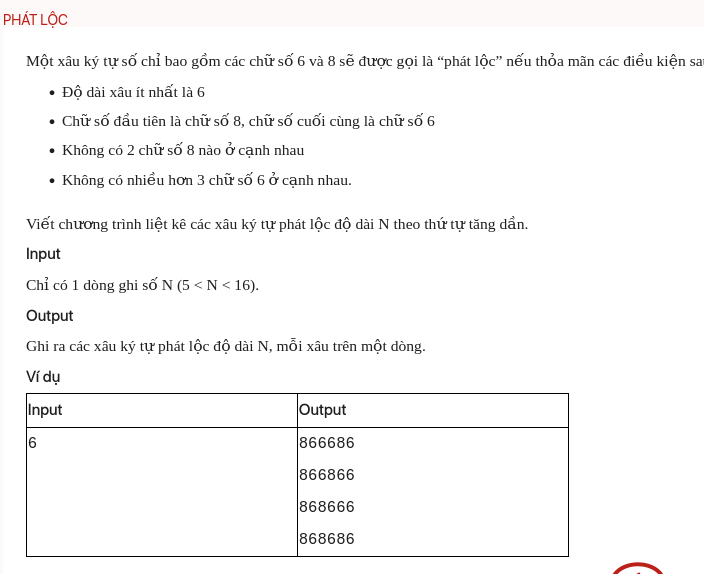 PHÁT LỘC
Một xâu ký tự số chỉ bao gồm các chữ số 6 và 8 sẽ được gọi là “phát lộc” nếu thỏa mãn các điều kiện
• Độ dài xâu ít nhất là 6
• Chữ số đầu tiên là chữ số 8, chữ số cuối cùng là chữ số 6
• Không có 2 chữ số 8 nào ở cạnh nhau
• Không có nhiều hơn 3 chữ số 6 ở cạnh nhau.
Viết chương trình liệt kê các xâu ký tự phát lộc độ dài N theo thứ tự tăng dần.
Input
Chỉ có 1 dòng ghi số N (5 < N < 16).
Output
Ghi ra các xâu ký tự phát lộc độ dài N, mỗi xâu trên một dòng.
Ví dụ
Input Output
6 866686
866866
868666
868686